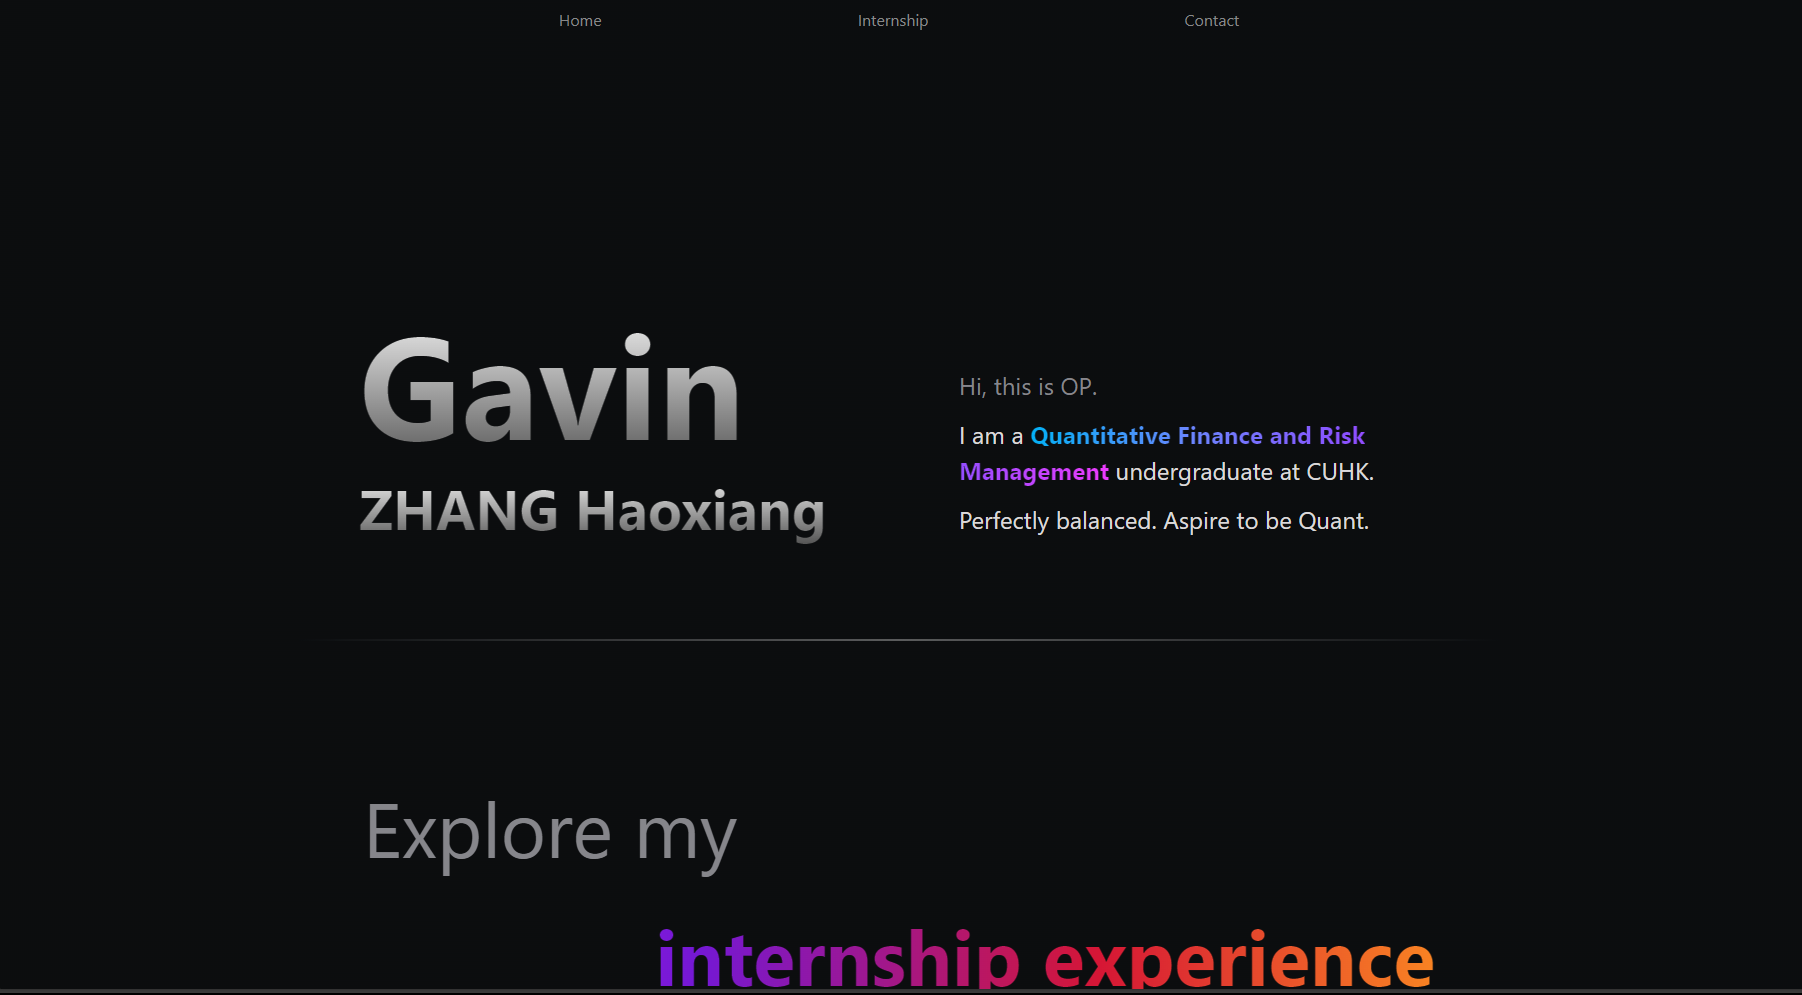 Home Internship Contact
Gavin
ZHANG Haoxiang
Hi, this is OP.
I am a Quantitative Finance and Risk
Management undergraduate at CUHK.
Perfectly balanced. Aspire to be Quant.
Explore my
internship experience